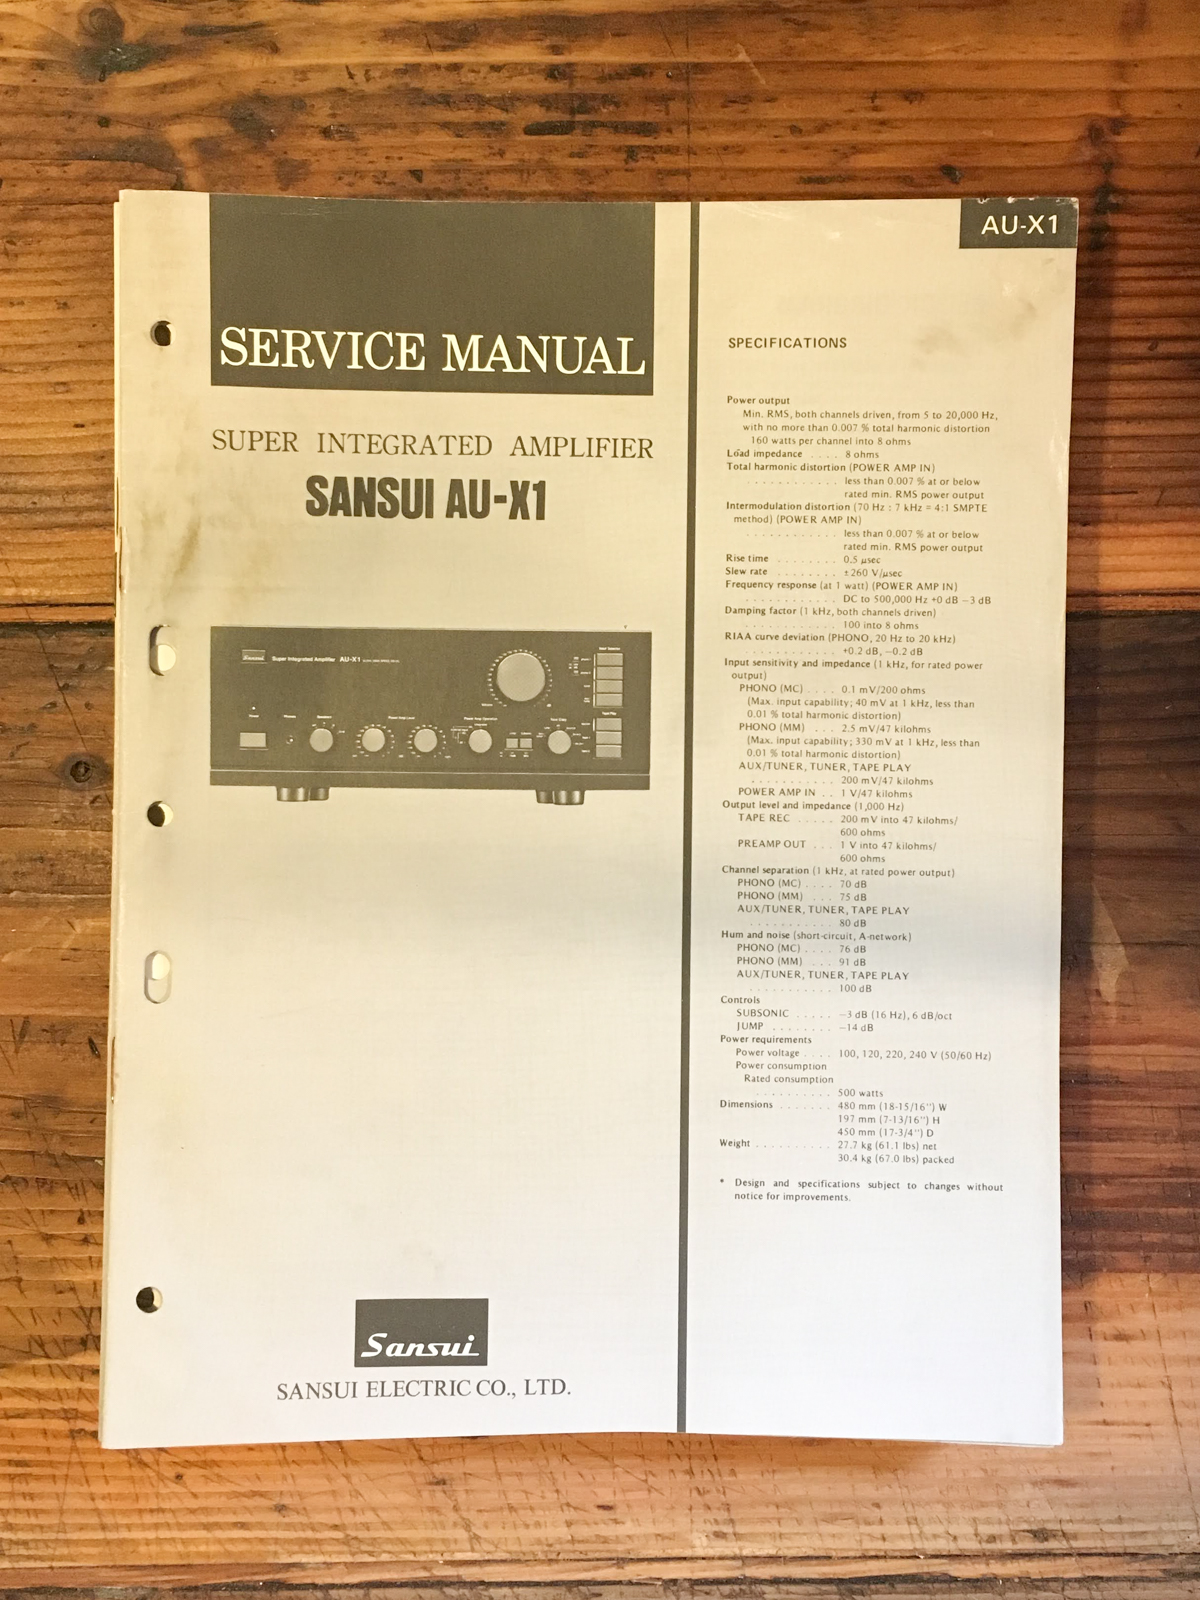 SERVICE MANUAL
SUPER INTEGRATED AMPLIFIER
SANSUI AU-X1
Sansui
Super Integrated Amplifier AU-X1
Sansui
SANSUI ELECTRIC CO., LTD.
AU-X1
SPECIFICATIONS
Power output
Min. RMS, both channels driven, from 5 to 20,000 Hz,
with no more than 0.007 % total harmonic distortion
160 watts per channel into 8 ohms
Load impedance . . . . 8 ohms
Total harmonic distortion (POWER AMP IN)
. . . . . . . . . . . . less than 0.007 % at or below
rated min. RMS power output
Intermodulation distortion (70 Hz : 7 kHz = 4:1 SMPTE
method) (POWER AMP IN)
. . . . . . . . . . . . less than 0.007 % at or below
rated min. RMS power output
Rise time . . . . . . . . 0.5 μsec
Slew rate . . . . . . . . ±260 V/μsec
Frequency response (at 1 watt) (POWER AMP IN)
. . . . . . . . . . . . DC to 500,000 Hz +0 dB −3 dB
Damping factor (1 kHz, both channels driven)
. . . . . . . . . . . . 100 into 8 ohms
RIAA curve deviation (PHONO, 20 Hz to 20 kHz)
. . . . . . . . . . . . +0.2 dB, −0.2 dB
Input sensitivity and impedance (1 kHz, for rated power
output)
PHONO (MC) . . . . 0.1 mV/200 ohms
(Max. input capability; 40 mV at 1 kHz, less than
0.01 % total harmonic distortion)
PHONO (MM) . . . 2.5 mV/47 kilohms
(Max. input capability; 330 mV at 1 kHz, less than
0.01 % total harmonic distortion)
AUX/TUNER, TUNER, TAPE PLAY
. . . . . . . . . . . 200 mV/47 kilohms
POWER AMP IN . . 1 V/47 kilohms
Output level and impedance (1,000 Hz)
TAPE REC . . . . . 200 mV into 47 kilohms/
600 ohms
PREAMP OUT . . . 1 V into 47 kilohms/
600 ohms
Channel separation (1 kHz, at rated power output)
PHONO (MC) . . . . 70 dB
PHONO (MM) . . . 75 dB
AUX/TUNER, TUNER, TAPE PLAY
. . . . . . . . . . . 80 dB
Hum and noise (short-circuit, A-network)
PHONO (MC) . . . . 76 dB
PHONO (MM) . . . . 91 dB
AUX/TUNER, TUNER, TAPE PLAY
. . . . . . . . . . . 100 dB
Controls
SUBSONIC . . . . . −3 dB (16 Hz), 6 dB/oct
JUMP . . . . . . . . −14 dB
Power requirements
Power voltage . . . . 100, 120, 220, 240 V (50/60 Hz)
Power consumption
Rated consumption
. . . . . . . . . . 500 watts
Dimensions . . . . . . . 480 mm (18-15/16") W
197 mm (7-13/16") H
450 mm (17-3/4") D
Weight . . . . . . . . . . 27.7 kg (61.1 lbs) net
30.4 kg (67.0 lbs) packed
* Design and specifications subject to changes without
notice for improvements.